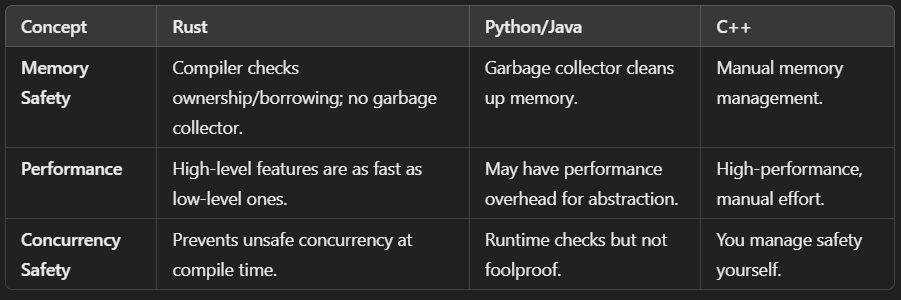 Concept Rust Python/Java C++
Memory Safety
Compiler checks
ownership/borrowing; no garbage
collector.
Garbage collector cleans
up memory.
Manual memory
management.
Performance
High-level features are as fast as
low-level ones.
May have performance
overhead for abstraction.
High-performance,
manual effort.
Concurrency
Safety
Prevents unsafe concurrency at
compile time.
Runtime checks but not
foolproof.
You manage safety
yourself.